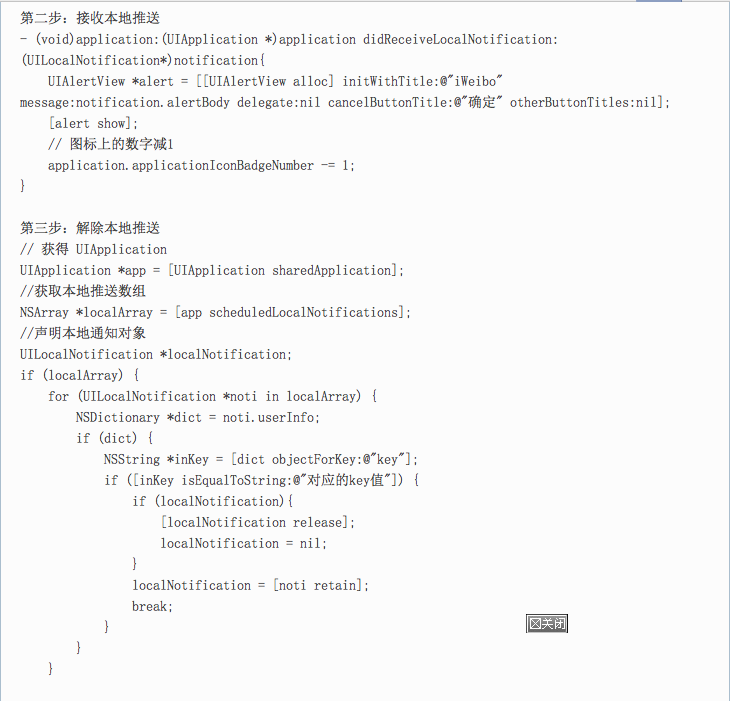 第二步：接收本地推送
- (void)application:(UIApplication *)application didReceiveLocalNotification:
(UILocalNotification*)notification{
    UIAlertView *alert = [[UIAlertView alloc] initWithTitle:@"iWeibo"
message:notification.alertBody delegate:nil cancelButtonTitle:@"确定" otherButtonTitles:nil];
    [alert show];
    // 图标上的数字减1
    application.applicationIconBadgeNumber -= 1;
}

第三步：解除本地推送
// 获得 UIApplication
UIApplication *app = [UIApplication sharedApplication];
//获取本地推送数组
NSArray *localArray = [app scheduledLocalNotifications];
//声明本地通知对象
UILocalNotification *localNotification;
if (localArray) {
    for (UILocalNotification *noti in localArray) {
        NSDictionary *dict = noti.userInfo;
        if (dict) {
            NSString *inKey = [dict objectForKey:@"key"];
            if ([inKey isEqualToString:@"对应的key值"]) {
                if (localNotification){
                    [localNotification release];
                    localNotification = nil;
                }
                localNotification = [noti retain];
                break;
            }
        }
    }
关闭